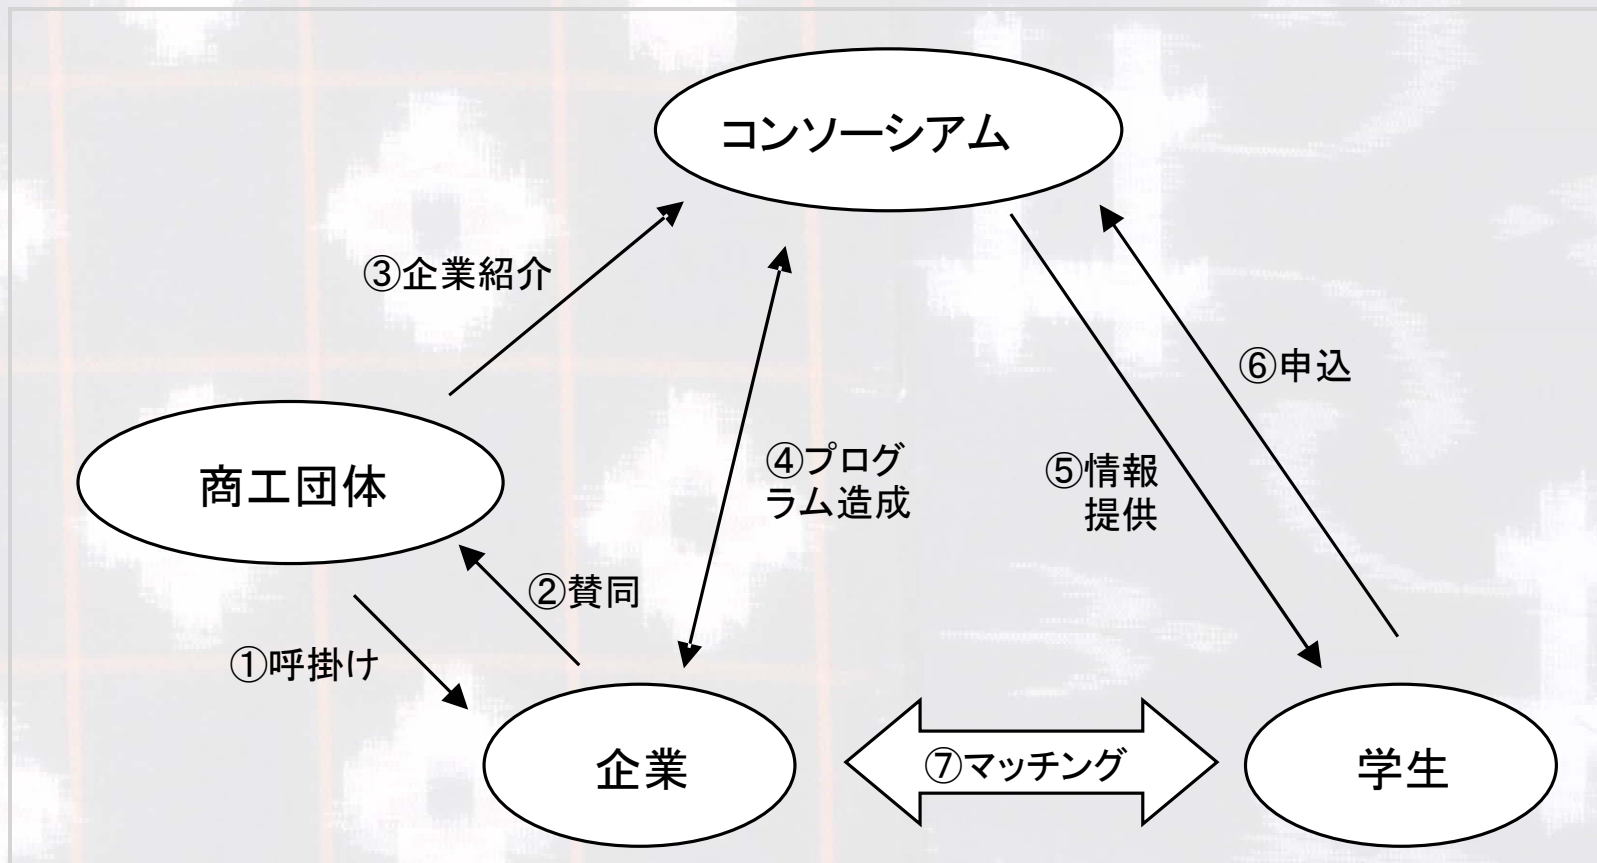 コンソーシアム
③企業紹介
⑥申込
④プログ
ラム造成
⑤情報
提供
商工団体
②賛同
①呼掛け
企業
⑦マッチング
学生